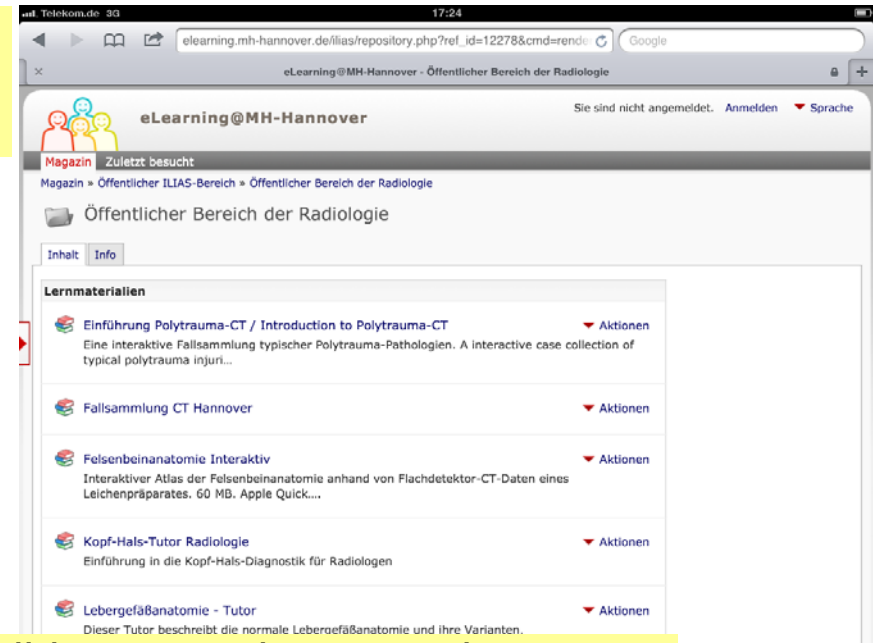 Telekom.de 3G 17:24
elearning.mh-hannover.de/ilias/repository.php?ref_id=12278&cmd=rende Google
eLearning@MH-Hannover - Öffentlicher Bereich der Radiologie
eLearning@MH-Hannover
Sie sind nicht angemeldet. Anmelden Sprache
Magazin Zuletzt besucht
Magazin » Öffentlicher ILIAS-Bereich » Öffentlicher Bereich der Radiologie
Öffentlicher Bereich der Radiologie
Inhalt Info
Lernmaterialien
Einführung Polytrauma-CT / Introduction to Polytrauma-CT Aktionen
Eine interaktive Fallsammlung typischer Polytrauma-Pathologien. A interactive case collection of
typical polytrauma injuri...
Fallsammlung CT Hannover Aktionen
Felsenbeinanatomie Interaktiv Aktionen
Interaktiver Atlas der Felsenbeinanatomie anhand von Flachdetektor-CT-Daten eines
Leichenpräparates. 60 MB. Apple Quick....
Kopf-Hals-Tutor Radiologie Aktionen
Einführung in die Kopf-Hals-Diagnostik für Radiologen
Lebergefäßanatomie - Tutor Aktionen
Dieser Tutor beschreibt die normale Lebergefäßanatomie und ihre Varianten.